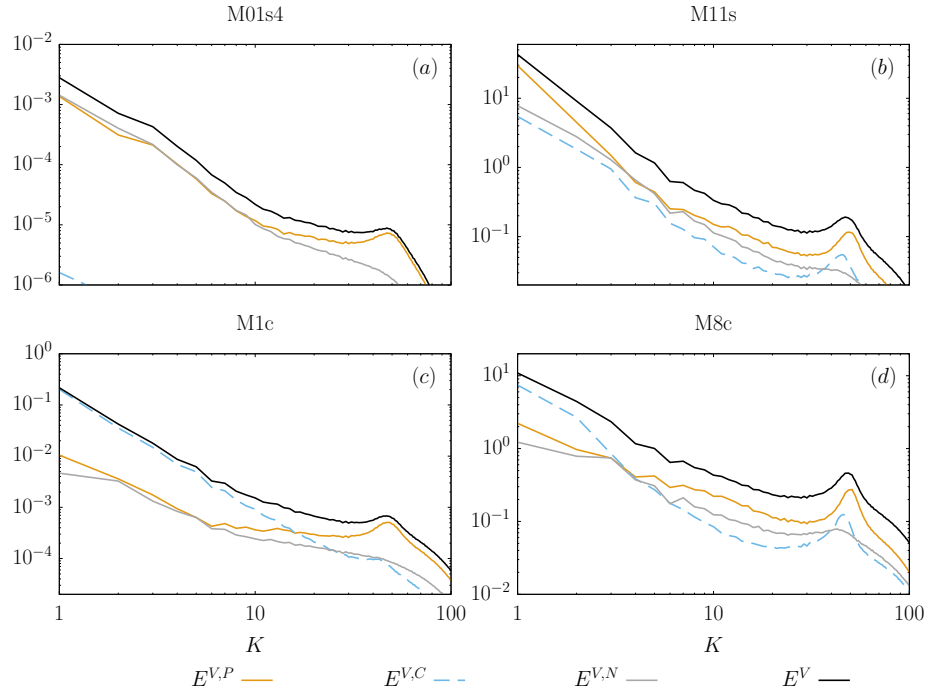 M01s4
M11s
10^{-2}
10^{-3}
10^{-4}
10^{-5}
10^{-6}
(a)
10^{1}
10^{0}
10^{-1}
(b)
M1c
M8c
10^{0}
10^{-1}
10^{-2}
10^{-3}
10^{-4}
1
10
100
K
(c)
10^{1}
10^{0}
10^{-1}
10^{-2}
1
10
100
K
(d)
E^{V,P}
E^{V,C}
E^{V,N}
E^{V}